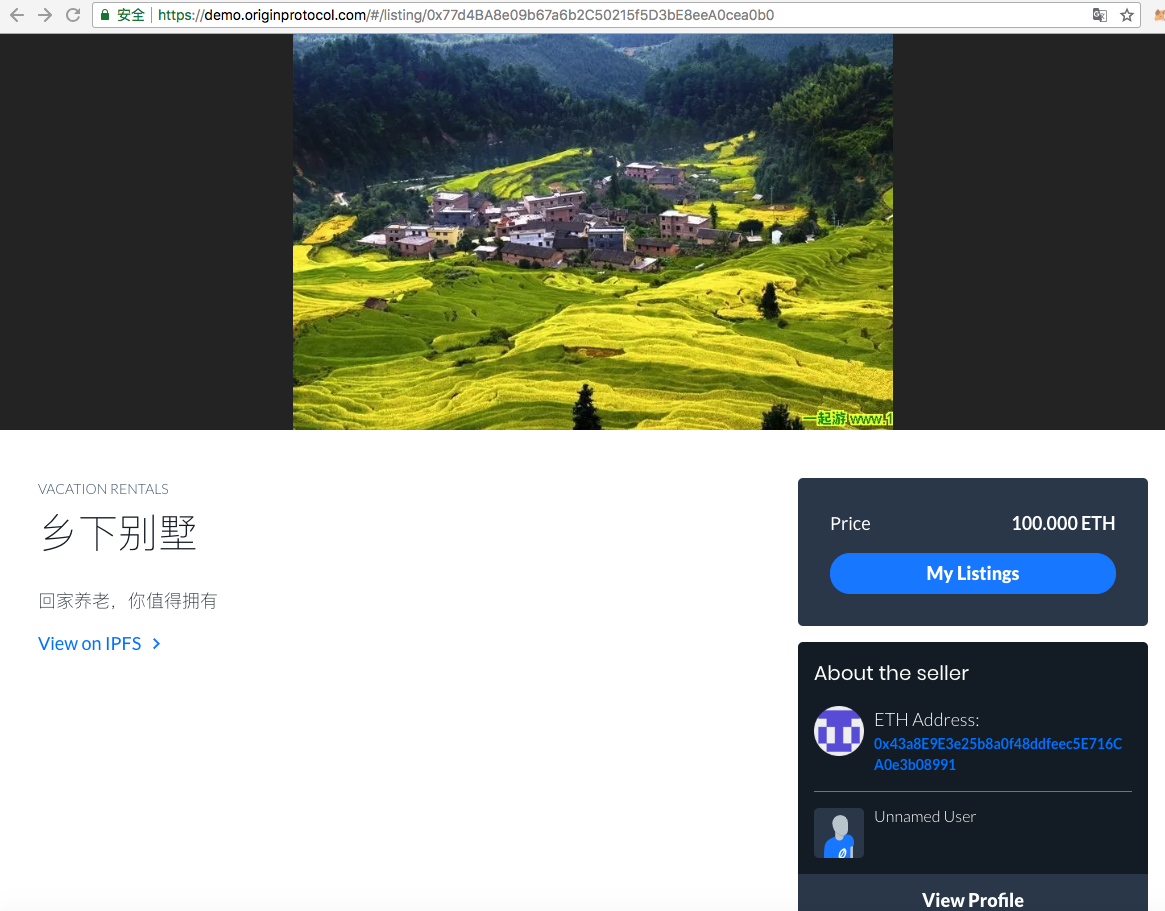 安全 https://demo.originprotocol.com/#/listing/0x77d4BA8e09b67a6b2C50215f5D3bE8eeA0cea0b0
一起游 www.1
VACATION RENTALS
乡下别墅
回家养老，你值得拥有
View on IPFS
Price 100.000 ETH
My Listings
About the seller
ETH Address:
0x43a8E9E3e25b8a0f48ddfeec5E716C
A0e3b08991
Unnamed User
View Profile